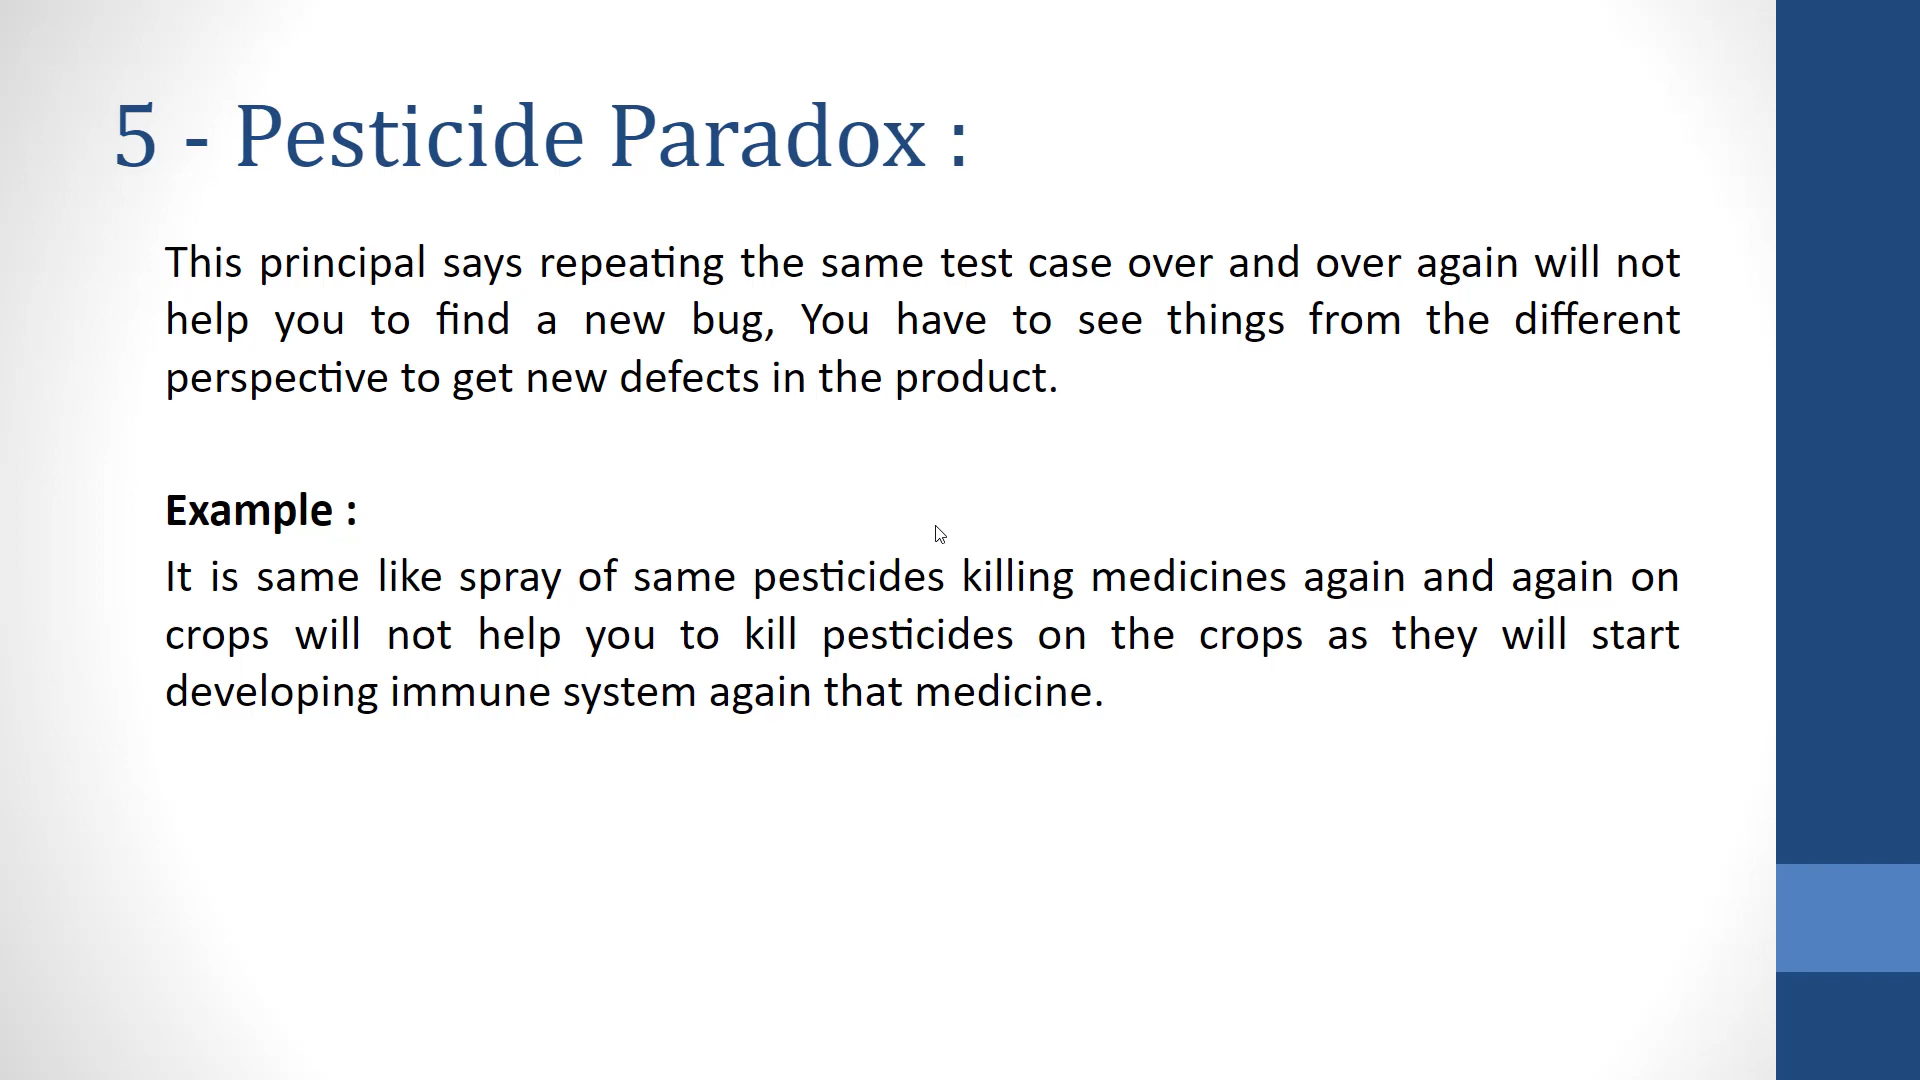 5 - Pesticide Paradox :
This principal says repeating the same test case over and over again will not
help you to find a new bug, You have to see things from the different
perspective to get new defects in the product.
Example :
It is same like spray of same pesticides killing medicines again and again on
crops will not help you to kill pesticides on the crops as they will start
developing immune system again that medicine.